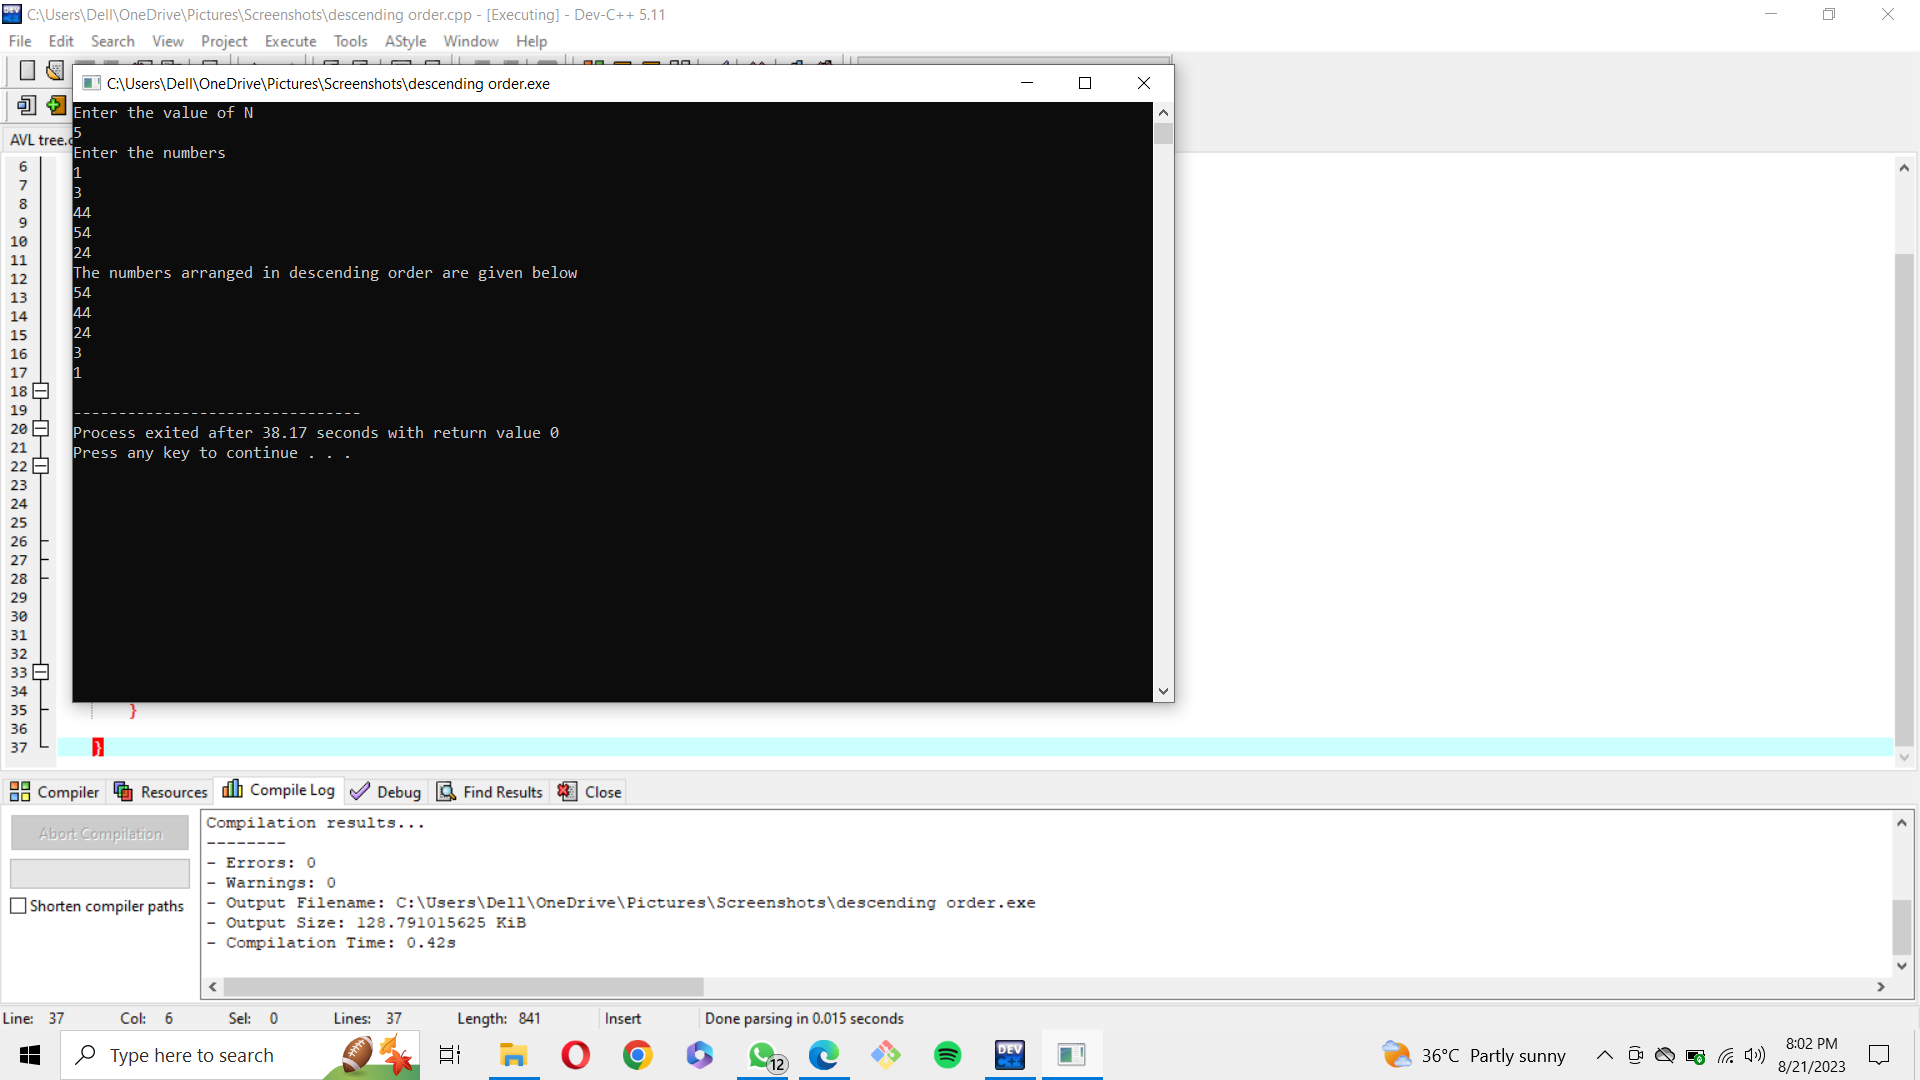 C:\Users\Dell\OneDrive\Pictures\Screenshots\descending order.cpp - [Executing] - Dev-C++ 5.11
File Edit Search View Project Execute Tools AStyle Window Help
C:\Users\Dell\OneDrive\Pictures\Screenshots\descending order.exe
AVL tree.
Enter the value of N
5
Enter the numbers
1
3
44
54
24
The numbers arranged in descending order are given below
54
44
24
3
1
--------------------------------
Process exited after 38.17 seconds with return value 0
Press any key to continue . . .
6
7
8
9
10
11
12
13
14
15
16
17
18
19
20
21
22
23
24
25
26
27
28
29
30
31
32
33
34
35 }
36
37 }
Compiler Resources Compile Log Debug Find Results Close
Abort Compilation
Shorten compiler paths
Compilation results...
--------
- Errors: 0
- Warnings: 0
- Output Filename: C:\Users\Dell\OneDrive\Pictures\Screenshots\descending order.exe
- Output Size: 128.791015625 KiB
- Compilation Time: 0.42s
Line: 37 Col: 6 Sel: 0 Lines: 37 Length: 841 Insert Done parsing in 0.015 seconds
Type here to search
12
DEV
36°C Partly sunny
8:02 PM
8/21/2023